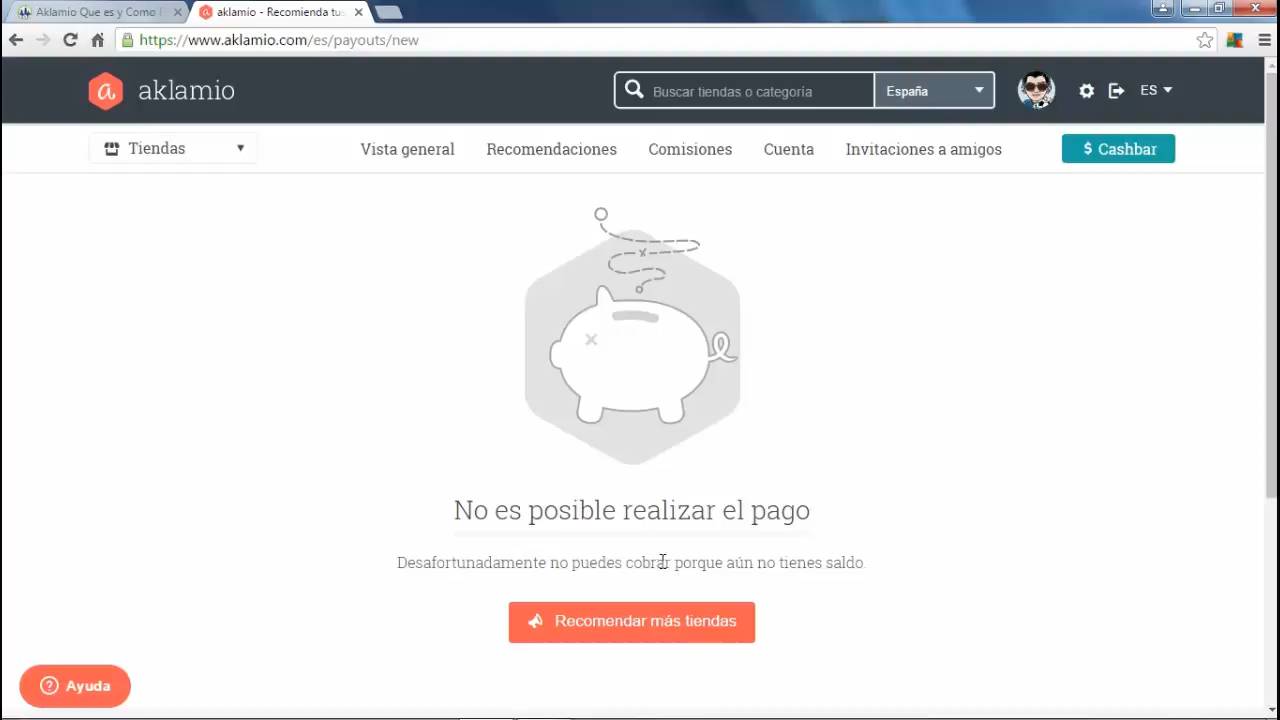 Aklamio Que es y Como
aklamio - Recomienda tus
https://www.aklamio.com/es/payouts/new
a aklamio
Buscar tiendas o categoría
España
ES
Tiendas
Vista general
Recomendaciones
Comisiones
Cuenta
Invitaciones a amigos
$ Cashbar
No es posible realizar el pago
Desafortunadamente no puedes cobrar porque aún no tienes saldo.
Recomendar más tiendas
? Ayuda